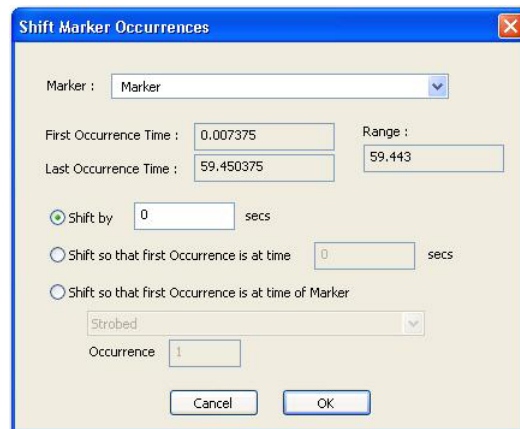 Shift Marker Occurrences
Marker : Marker
First Occurrence Time : 0.007375 Range :
Last Occurrence Time : 59.450375 59.443
Shift by 0 secs
Shift so that first Occurrence is at time 0 secs
Shift so that first Occurrence is at time of Marker
Strobed
Occurrence 1
Cancel OK